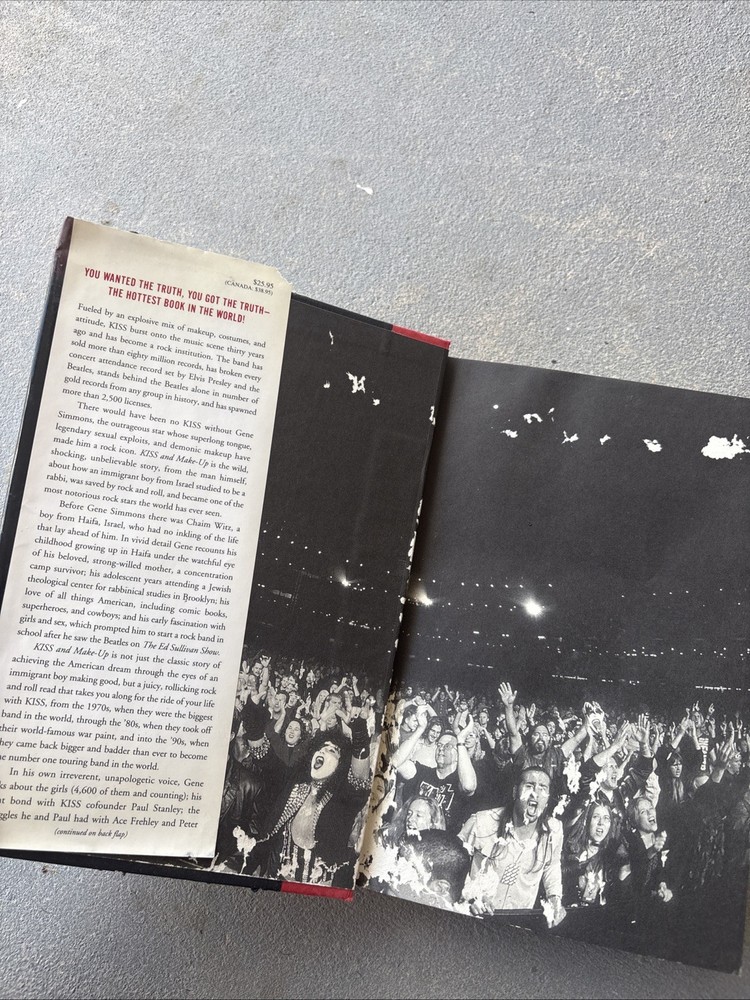 $25.95
(CANADA: $38.95)
YOU WANTED THE TRUTH, YOU GOT THE TRUTH—
THE HOTTEST BOOK IN THE WORLD!
Fueled by an explosive mix of makeup, costumes, and
attitude, KISS burst onto the music scene thirty years
ago and has become a rock institution. The band has
sold more than eighty million records, has broken every
concert attendance record set by Elvis Presley and the
Beatles, stands behind the Beatles alone in number of
gold records from any group in history, and has spawned
more than 2,500 licenses.
There would have been no KISS without Gene
Simmons, the outrageous star whose superlong tongue,
legendary sexual exploits, and demonic makeup have
made him a rock icon. KISS and Make-Up is the wild,
shocking, unbelievable story, from the man himself,
about how an immigrant boy from Israel studied to be a
rabbi, was saved by rock and roll, and became one of the
most notorious rock stars the world has ever seen.
Before Gene Simmons there was Chaim Witz, a
boy from Haifa, Israel, who had no inkling of the life
that lay ahead of him. In vivid detail Gene recounts his
childhood growing up in Haifa under the watchful eye
of his beloved, strong-willed mother, a concentration
camp survivor; his adolescent years attending a Jewish
theological center for rabbinical studies in Brooklyn; his
love of all things American, including comic books,
superheroes, and cowboys; and his early fascination with
girls and sex, which prompted him to start a rock band in
school after he saw the Beatles on The Ed Sullivan Show.
KISS and Make-Up is not just the classic story of
achieving the American dream through the eyes of an
immigrant boy making good, but a juicy, rollicking rock
and roll read that takes you along for the ride of your life
with KISS, from the 1970s, when they were the biggest
band in the world, through the '80s, when they took off
their world-famous war paint, and into the '90s, when
they came back bigger and badder than ever to become
e number one touring band in the world.
In his own irreverent, unapologetic voice, Gene
ks about the girls (4,600 of them and counting); his
t bond with KISS cofounder Paul Stanley; the
ggles he and Paul had with Ace Frehley and Peter
(continued on back flap)